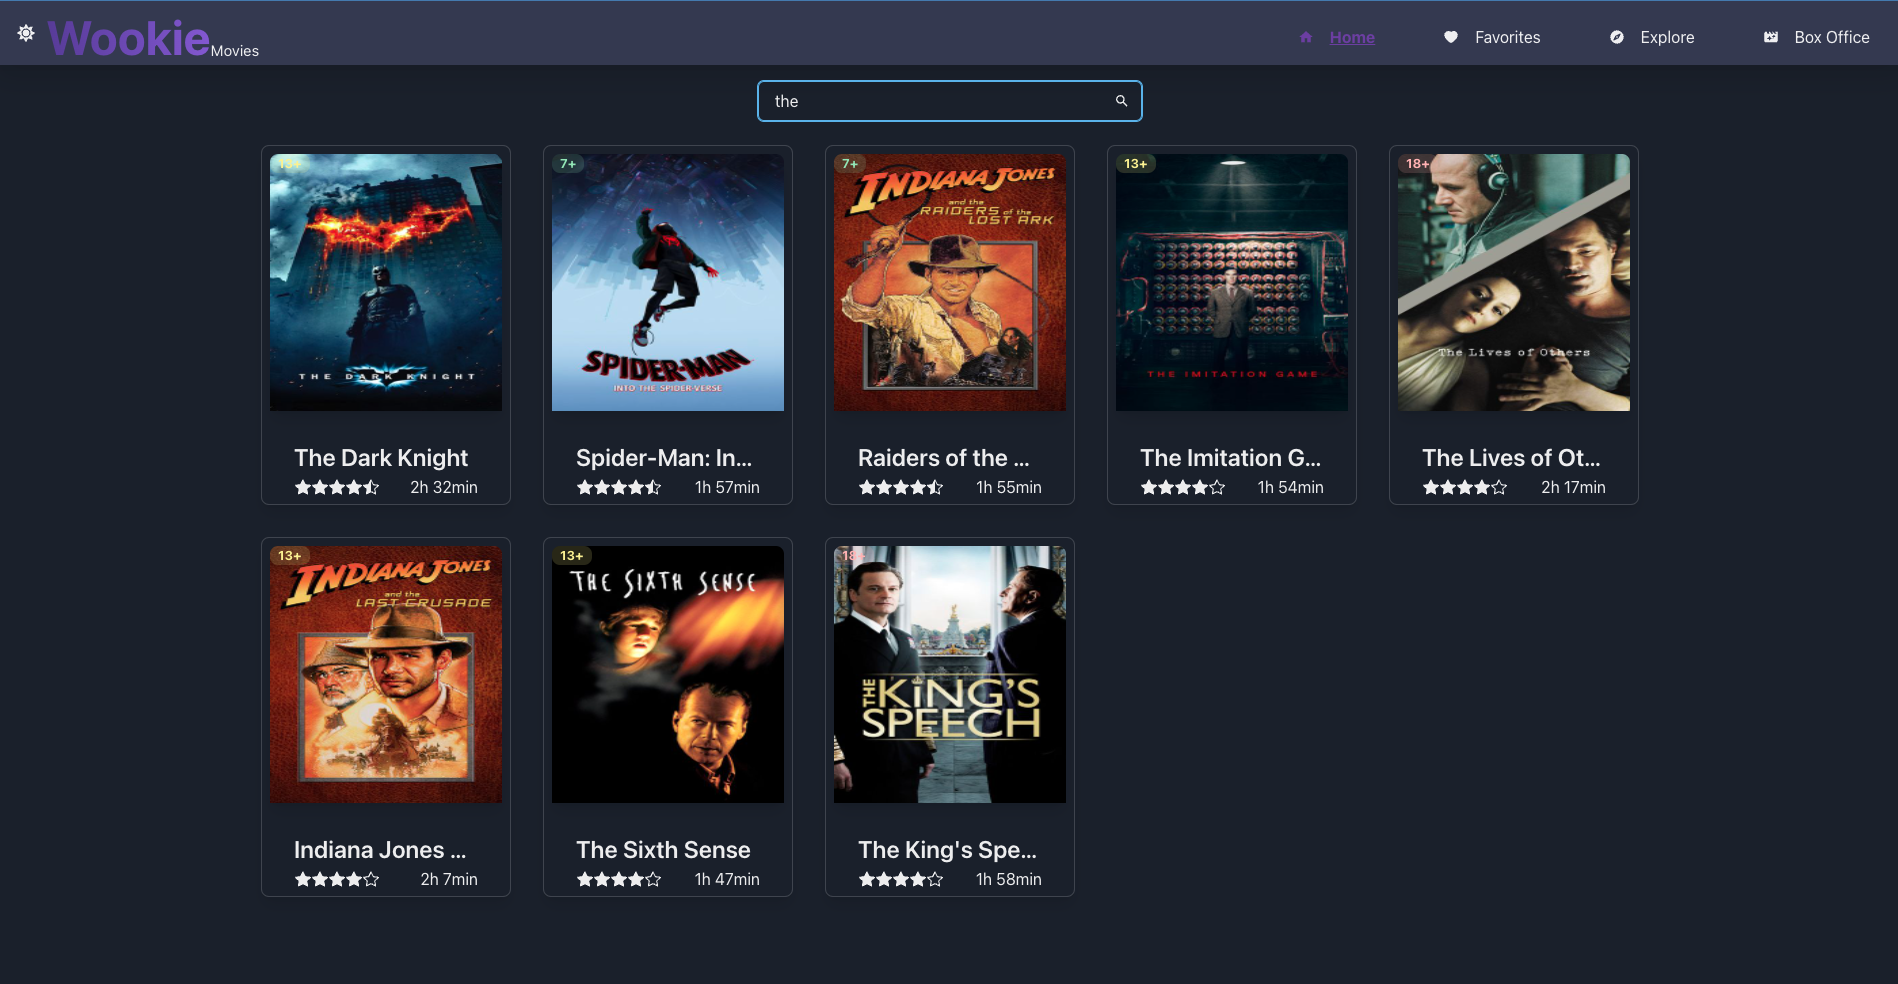 Wookie Movies
Home
Favorites
Explore
Box Office
the
13+
THE DARK KNIGHT
The Dark Knight
2h 32min
7+
SPIDER-MAN
INTO THE SPIDER-VERSE
Spider-Man: In...
1h 57min
7+
INDIANA JONES
and the
RAIDERS of the
LOST ARK
Raiders of the ...
1h 55min
13+
THE IMITATION GAME
The Imitation G...
1h 54min
18+
The Lives of Others
The Lives of Ot...
2h 17min
13+
INDIANA JONES
and the
LAST CRUSADE
Indiana Jones ...
2h 7min
13+
THE SIXTH SENSE
The Sixth Sense
1h 47min
18+
THE KING'S
SPEECH
The King's Spe...
1h 58min